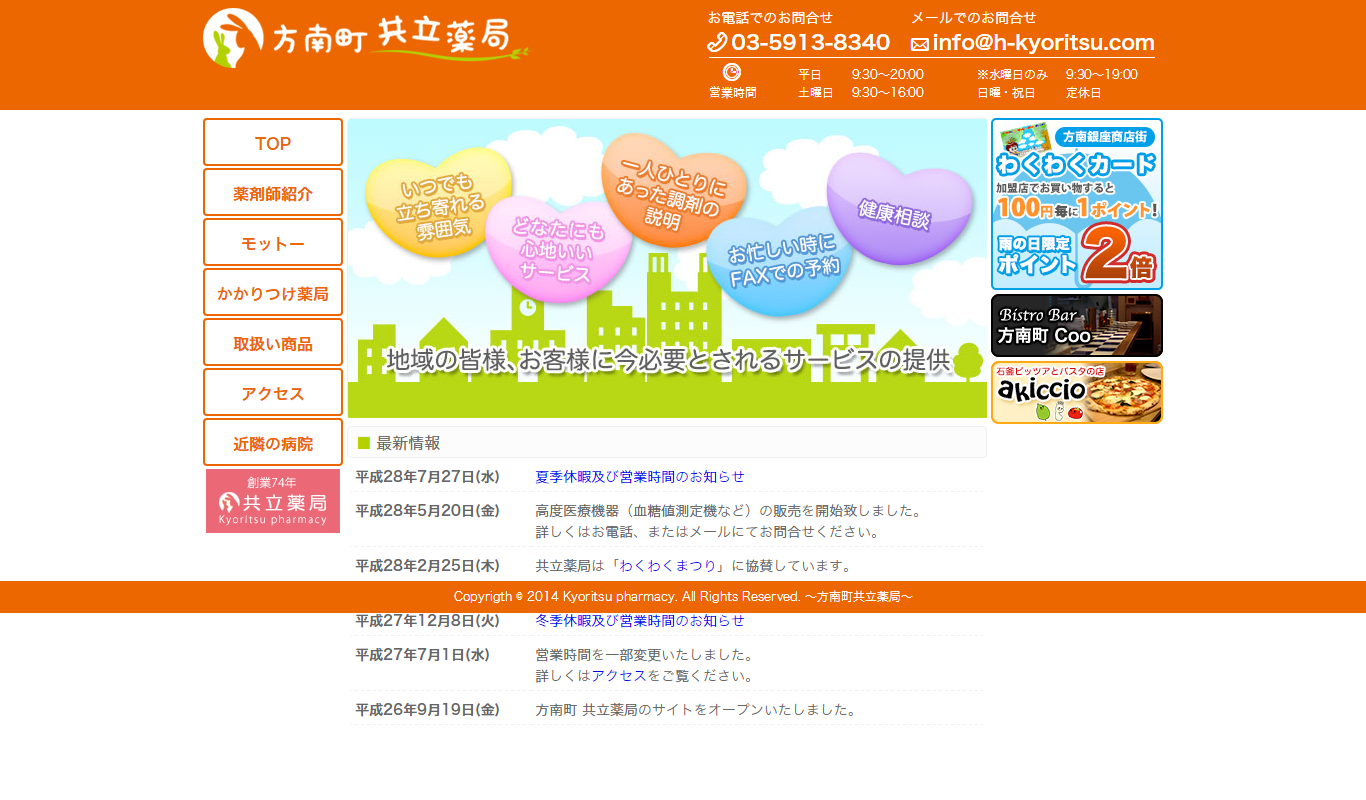 方南町 共立薬局
お電話でのお問合せ
03-5913-8340
メールでのお問合せ
info@h-kyoritsu.com
営業時間
平日 9:30～20:00 ※水曜日のみ 9:30～19:00
土曜日 9:30～16:00 日曜・祝日 定休日
TOP
薬剤師紹介
モットー
かかりつけ薬局
取扱い商品
アクセス
近隣の病院
創業74年
共立薬局
Kyoritsu pharmacy
いつでも
立ち寄れる
雰囲気
どなたにも
心地いい
サービス
一人ひとりに
あった調剤の
説明
お忙しい時に
FAXでの予約
健康相談
地域の皆様、お客様に今必要とされるサービスの提供
方南銀座商店街
わくわくカード
加盟店でお買い物すると
100円毎に1ポイント!
雨の日限定
ポイント2倍
Bistro Bar
方南町 Coo
石釜ピッツアとパスタの店
akiccio
■ 最新情報
平成28年7月27日(水) 夏季休暇及び営業時間のお知らせ
平成28年5月20日(金) 高度医療機器（血糖値測定機など）の販売を開始致しました。
詳しくはお電話、またはメールにてお問合せください。
平成28年2月25日(木) 共立薬局は「わくわくまつり」に協賛しています。
Copyrigth © 2014 Kyoritsu pharmacy. All Rights Reserved. ～方南町共立薬局～
平成27年12月8日(火) 冬季休暇及び営業時間のお知らせ
平成27年7月1日(水) 営業時間を一部変更いたしました。
詳しくはアクセスをご覧ください。
平成26年9月19日(金) 方南町 共立薬局のサイトをオープンいたしました。